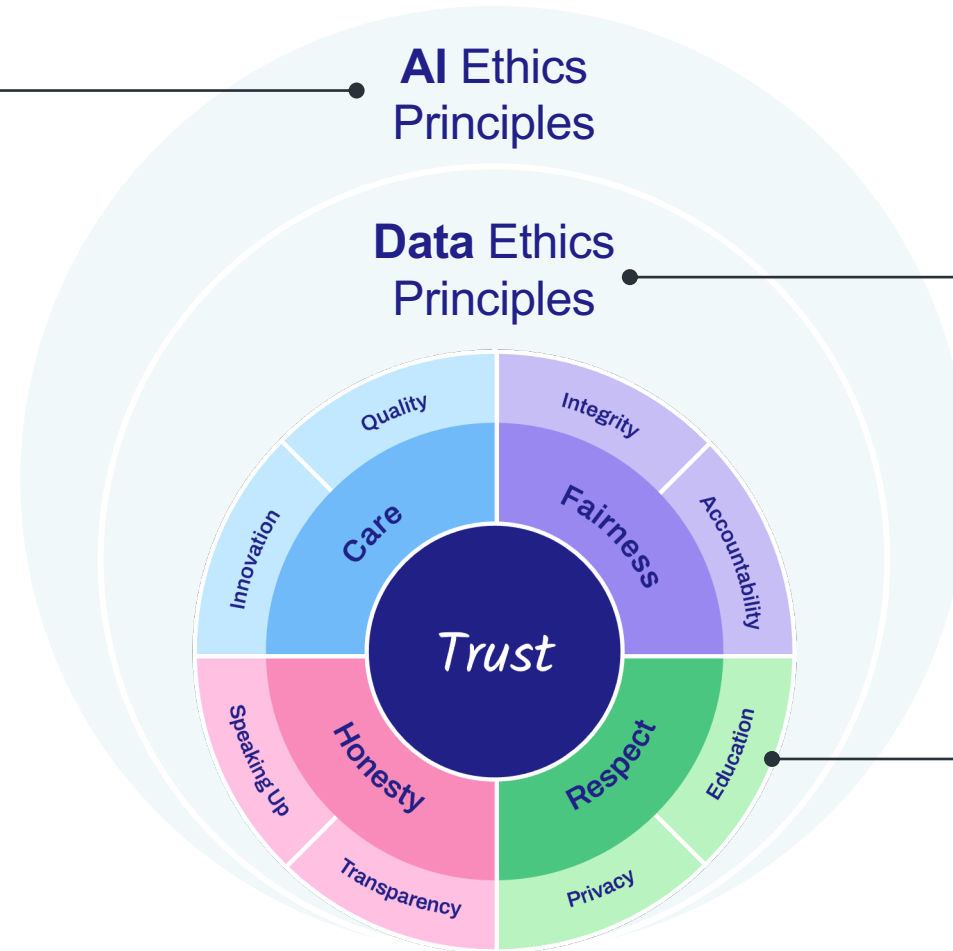 AI Ethics
Principles
Data Ethics
Principles
Quality
Integrity
Innovation
Care
Fairness
Accountability
Trust
Speaking Up
Honesty
Respect
Education
Transparency
Privacy